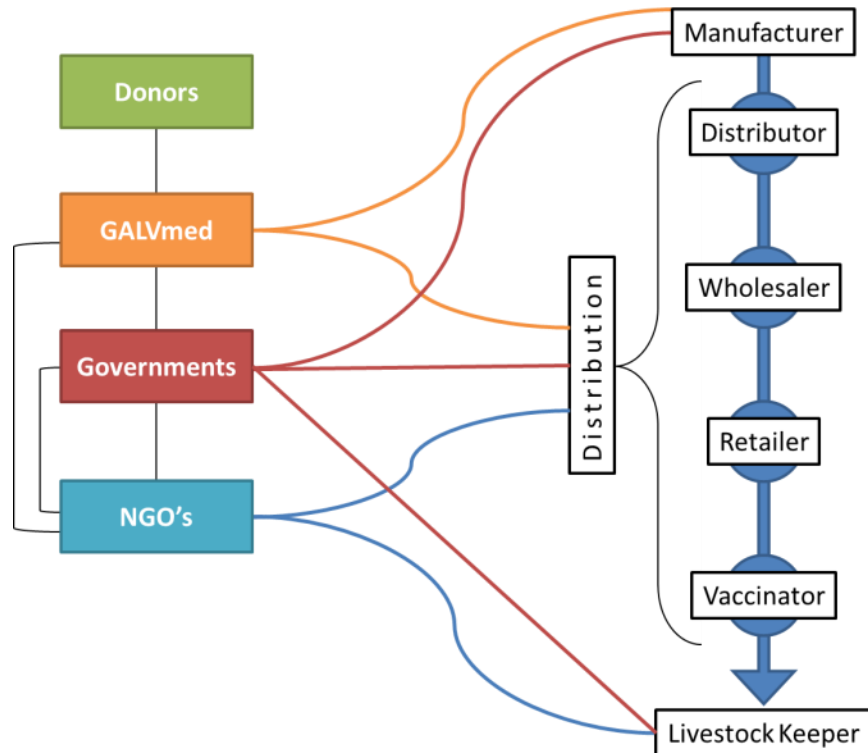 Donors
GALVmed
Governments
NGO's
Distribution
Manufacturer
Distributor
Wholesaler
Retailer
Vaccinator
Livestock Keeper